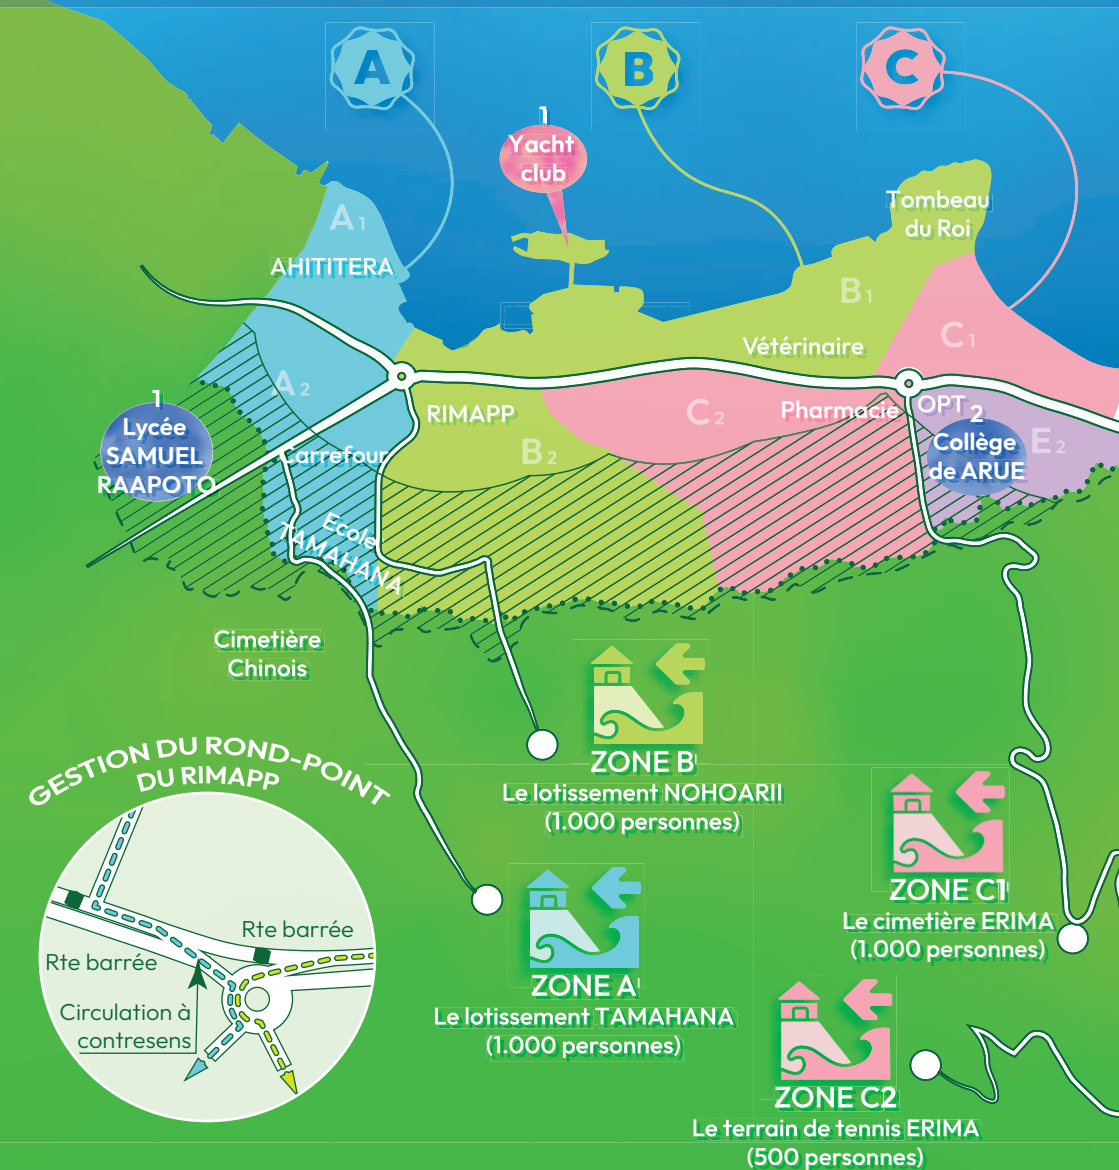 A
B
C
1
Yacht
club
Tombeau
du Roi
A1
AHITITERA
B1
C1
Vétérinaire
A2
1
Lycée
SAMUEL
RAAPOTO
RIMAPP
C2
Pharmacie
OPT
2
Collège
de ARUE
E2
B2
Carrefour
Ecole
TAMAHANA
Cimetière
Chinois
ZONE B
Le lotissement NOHOARII
(1.000 personnes)
GESTION DU ROND-POINT
DU RIMAPP
Rte barrée
Rte barrée
Circulation à
contresens
ZONE A
Le lotissement TAMAHANA
(1.000 personnes)
ZONE C1
Le cimetière ERIMA
(1.000 personnes)
ZONE C2
Le terrain de tennis ERIMA
(500 personnes)